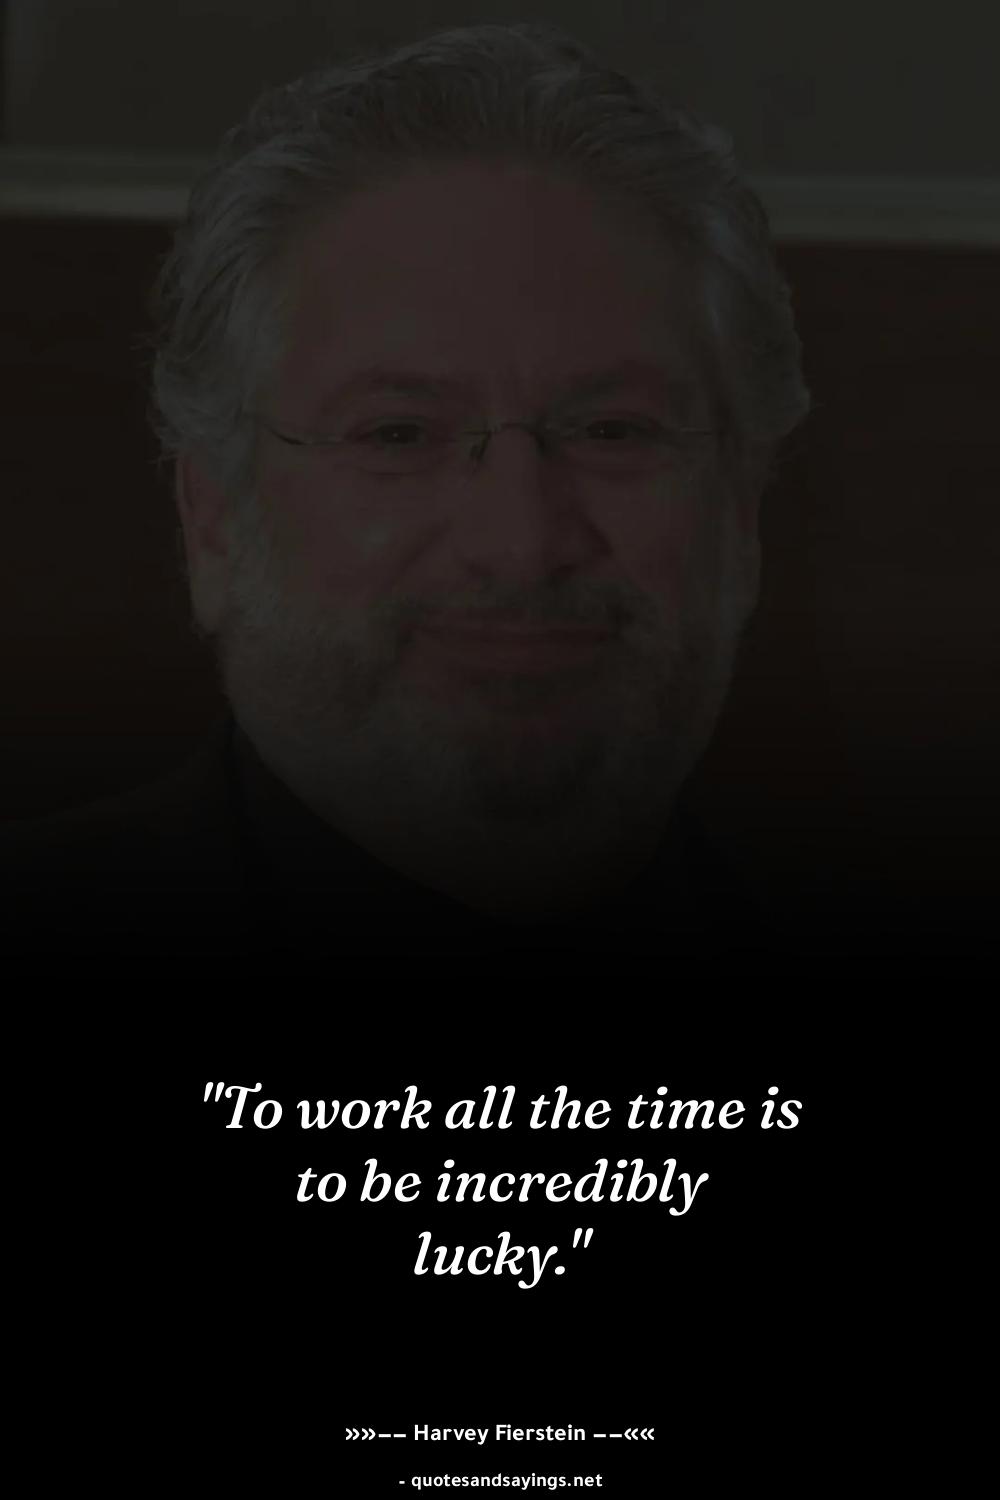 "To work all the time is
to be incredibly
lucky."
»»–– Harvey Fierstein ––««
- quotesandsayings.net